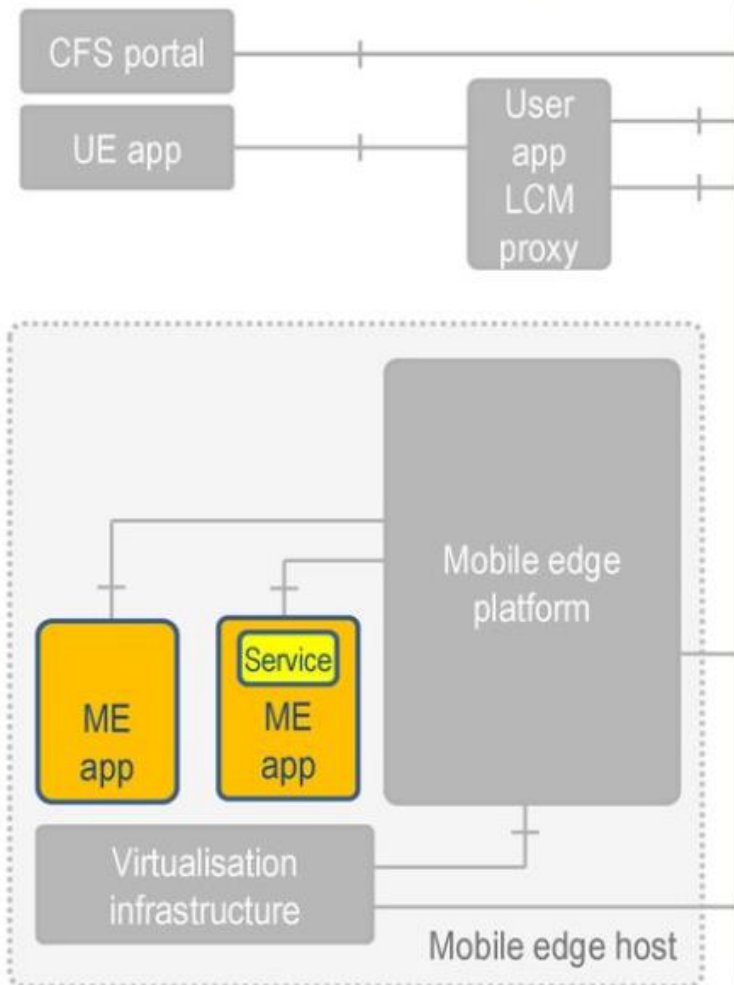 CFS portal
UE app
User
app
LCM
proxy
Mobile edge
platform
Service
ME
app
ME
app
Virtualisation
infrastructure
Mobile edge host